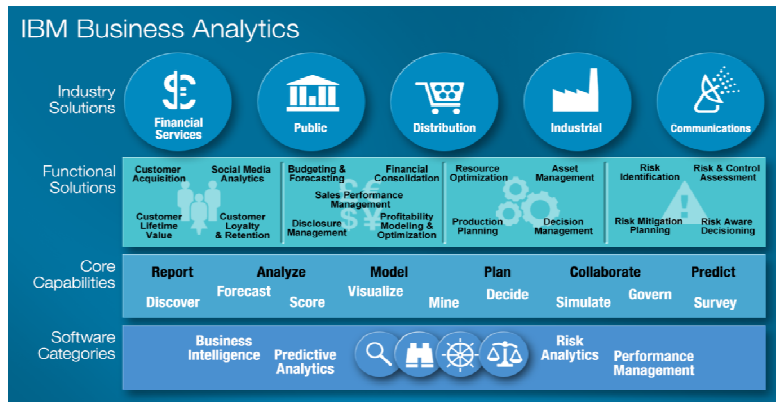 IBM Business Analytics
Industry
Solutions
Financial
Services
Public
Distribution
Industrial
Communications
Functional
Solutions
Customer
Acquisition
Social Media
Analytics
Customer
Lifetime
Value
Customer
Loyalty
& Retention
Budgeting &
Forecasting
Financial
Consolidation
Sales Performance
Management
Disclosure
Management
Profitability
Modeling &
Optimization
Resource
Optimization
Asset
Management
Production
Planning
Decision
Management
Risk
Identification
Risk & Control
Assessment
Risk Mitigation
Planning
Risk Aware
Decisioning
Core
Capabilities
Report
Analyze
Model
Plan
Collaborate
Predict
Discover
Forecast
Score
Visualize
Mine
Decide
Simulate
Govern
Survey
Software
Categories
Business
Intelligence
Predictive
Analytics
Risk
Analytics
Performance
Management